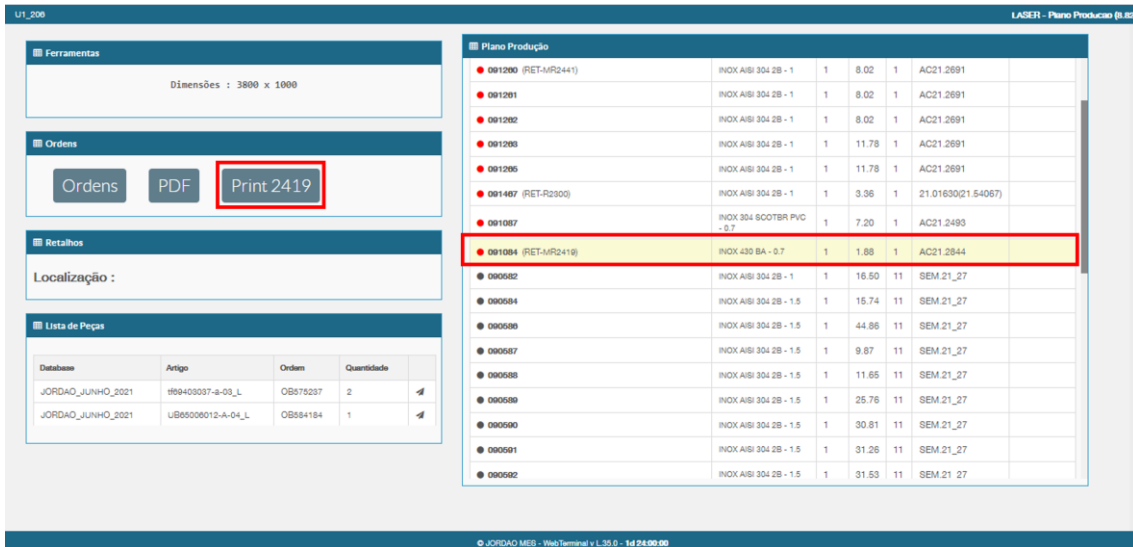 U1_206
LASER - Plano Producao (8.82
Ferramentas
Dimensões : 3800 x 1000
Ordens
Ordens PDF Print 2419
Retalhos
Localização :
Lista de Peças
Database Artigo Ordem Quantidade
JORDAO_JUNHO_2021 tf69403037-a-03_L OB575237 2
JORDAO_JUNHO_2021 UB65006012-A-04_L OB584184 1
Plano Produção
091260 (RET-MR2441) INOX AISI 304 2B - 1 1 8.02 1 AC21.2691
091261 INOX AISI 304 2B - 1 1 8.02 1 AC21.2691
091262 INOX AISI 304 2B - 1 1 8.02 1 AC21.2691
091263 INOX AISI 304 2B - 1 1 11.78 1 AC21.2691
091265 INOX AISI 304 2B - 1 1 11.78 1 AC21.2691
091467 (RET-R2300) INOX AISI 304 2B - 1 1 3.36 1 21.01630(21.54067)
091087 INOX 304 SCOTBR PVC - 0.7 1 7.20 1 AC21.2493
091084 (RET-MR2419) INOX 430 BA - 0.7 1 1.88 1 AC21.2844
090582 INOX AISI 304 2B - 1 1 16.50 11 SEM.21_27
090584 INOX AISI 304 2B - 1.5 1 15.74 11 SEM.21_27
090586 INOX AISI 304 2B - 1.5 1 44.86 11 SEM.21_27
090587 INOX AISI 304 2B - 1.5 1 9.87 11 SEM.21_27
090588 INOX AISI 304 2B - 1.5 1 11.65 11 SEM.21_27
090589 INOX AISI 304 2B - 1.5 1 25.76 11 SEM.21_27
090590 INOX AISI 304 2B - 1.5 1 30.81 11 SEM.21_27
090591 INOX AISI 304 2B - 1.5 1 31.26 11 SEM.21_27
090592 INOX AISI 304 2B - 1.5 1 31.53 11 SEM.21_27
© JORDAO MES - WebTerminal v L.35.0 - 1d 24:00:00